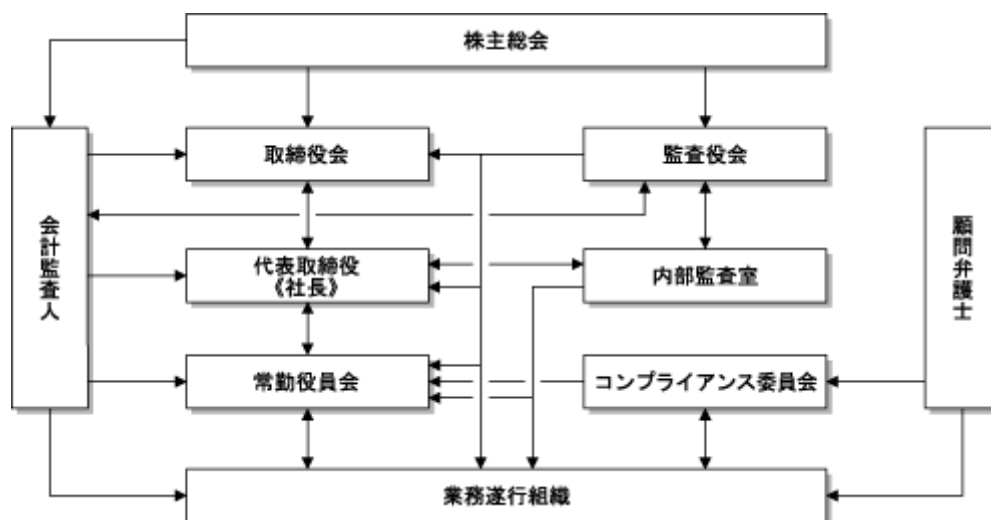 株主総会
取締役会
監査役会
会計監査人
顧問弁護士
代表取締役
《社長》
内部監査室
常勤役員会
コンプライアンス委員会
業務遂行組織